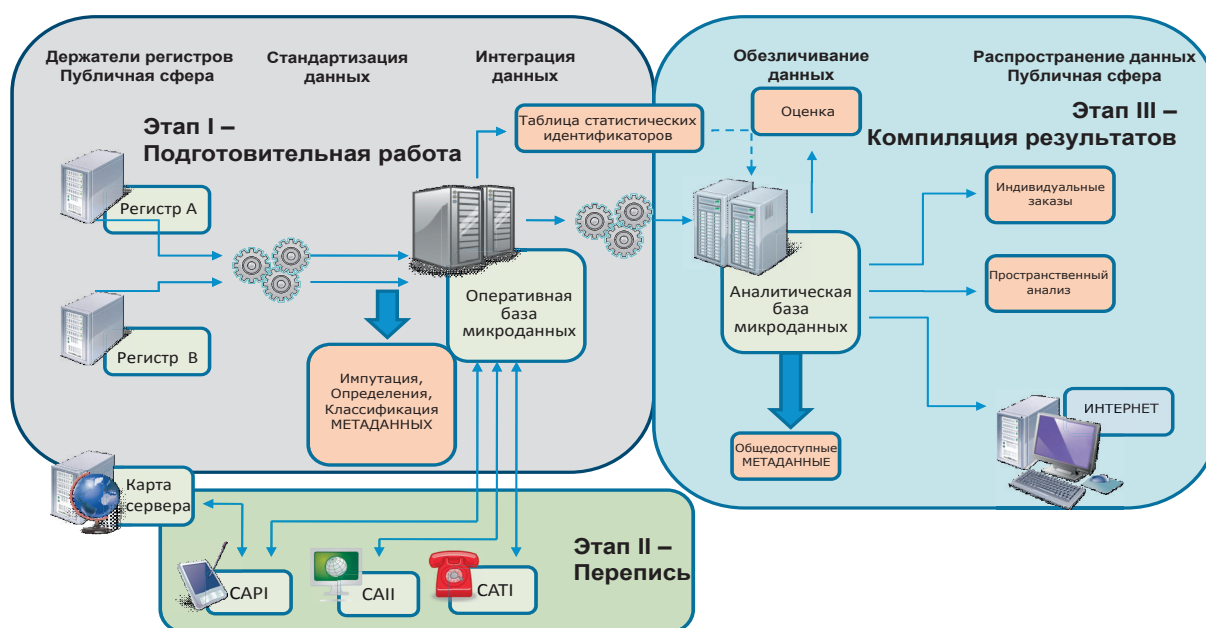 Держатели регистров
Публичная сфера
Стандартизация
данных
Интеграция
данных
Обезличивание
данных
Распространение данных
Публичная сфера
Этап I –
Подготовительная работа
Таблица статистических
идентификаторов
Оценка
Этап III –
Компиляция результатов
Регистр А
Регистр В
Оперативная
база
микроданных
Импутация,
Определения,
Классификация
МЕТАДАННЫХ
Аналитическая
база
микроданных
Индивидуальные
заказы
Пространственный
анализ
ИНТЕРНЕТ
Общедоступные
МЕТАДАННЫЕ
Карта
сервера
Этап II –
Перепись
CAPI
CAII
CATI